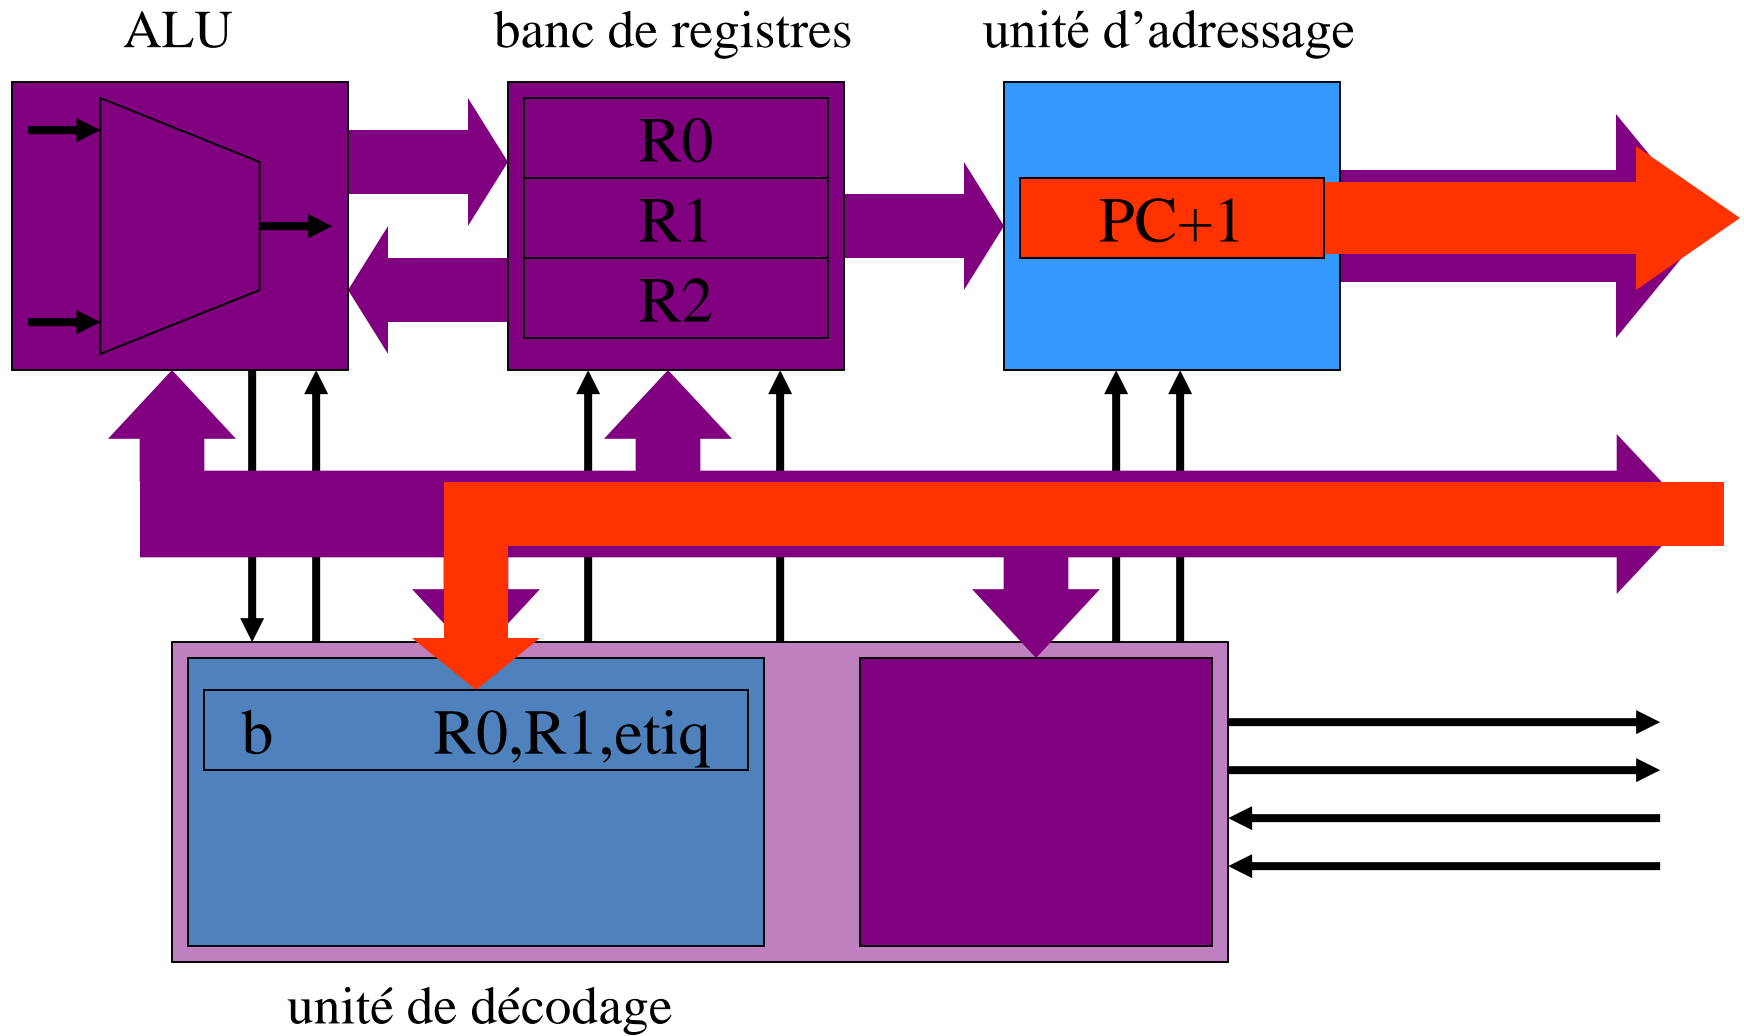 ALU
banc de registres
unité d’adressage
R0
R1
R2
PC+1
b R0,R1,etiq
unité de décodage